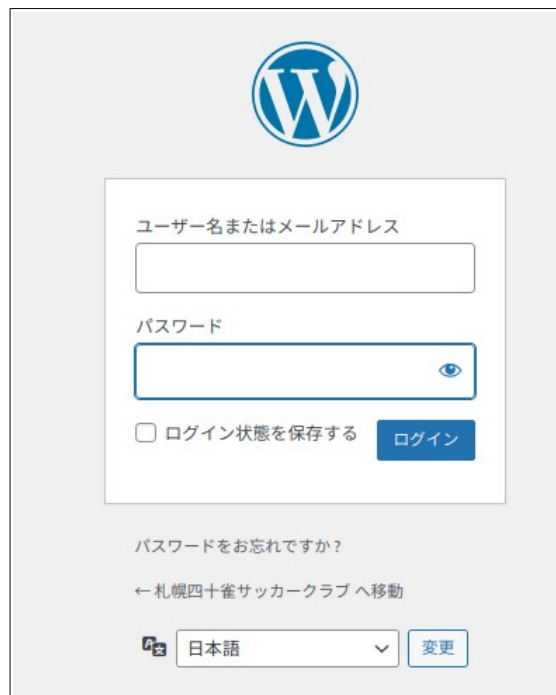 ユーザー名またはメールアドレス
パスワード
ログイン状態を保存する
ログイン
パスワードをお忘れですか ?
← 札幌四十雀サッカークラブ へ移動
日本語
変更